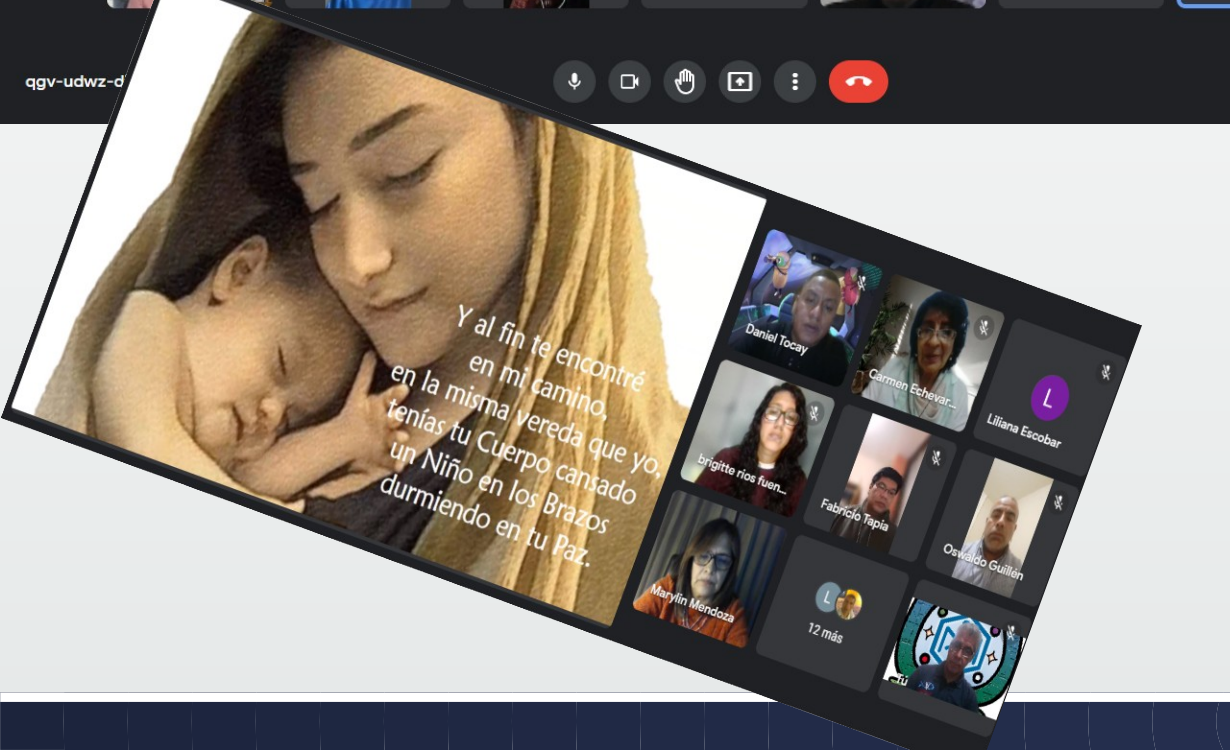 qgv-udwz-d
Y al fin te encontré
en mi camino,
en la misma vereda que yo,
tenías tu Cuerpo cansado
un Niño en los Brazos
durmiendo en tu Paz.
Daniel Tocay
Carmen Echevar...
L
Liliana Escobar
brigitte rios fuen...
Fabricio Tapia
Oswaldo Guillén
Marylin Mendoza
L
12 más
Tú